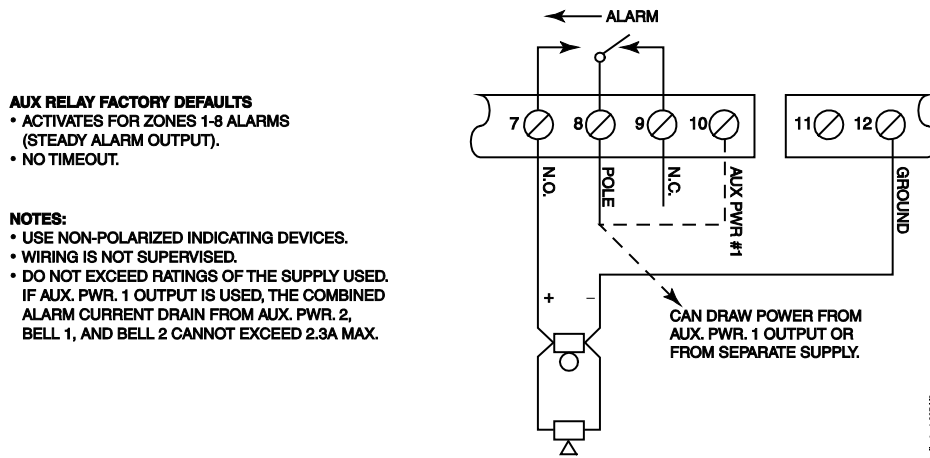 ALARM
AUX RELAY FACTORY DEFAULTS
• ACTIVATES FOR ZONES 1-8 ALARMS
(STEADY ALARM OUTPUT).
• NO TIMEOUT.
7
8
9
10
11
12
N.O.
POLE
N.C.
AUX PWR #1
GROUND
NOTES:
• USE NON-POLARIZED INDICATING DEVICES.
• WIRING IS NOT SUPERVISED.
• DO NOT EXCEED RATINGS OF THE SUPPLY USED.
IF AUX. PWR. 1 OUTPUT IS USED, THE COMBINED
ALARM CURRENT DRAIN FROM AUX. PWR. 2,
BELL 1, AND BELL 2 CANNOT EXCEED 2.3A MAX.
+ –
CAN DRAW POWER FROM
AUX. PWR. 1 OUTPUT OR
FROM SEPARATE SUPPLY.